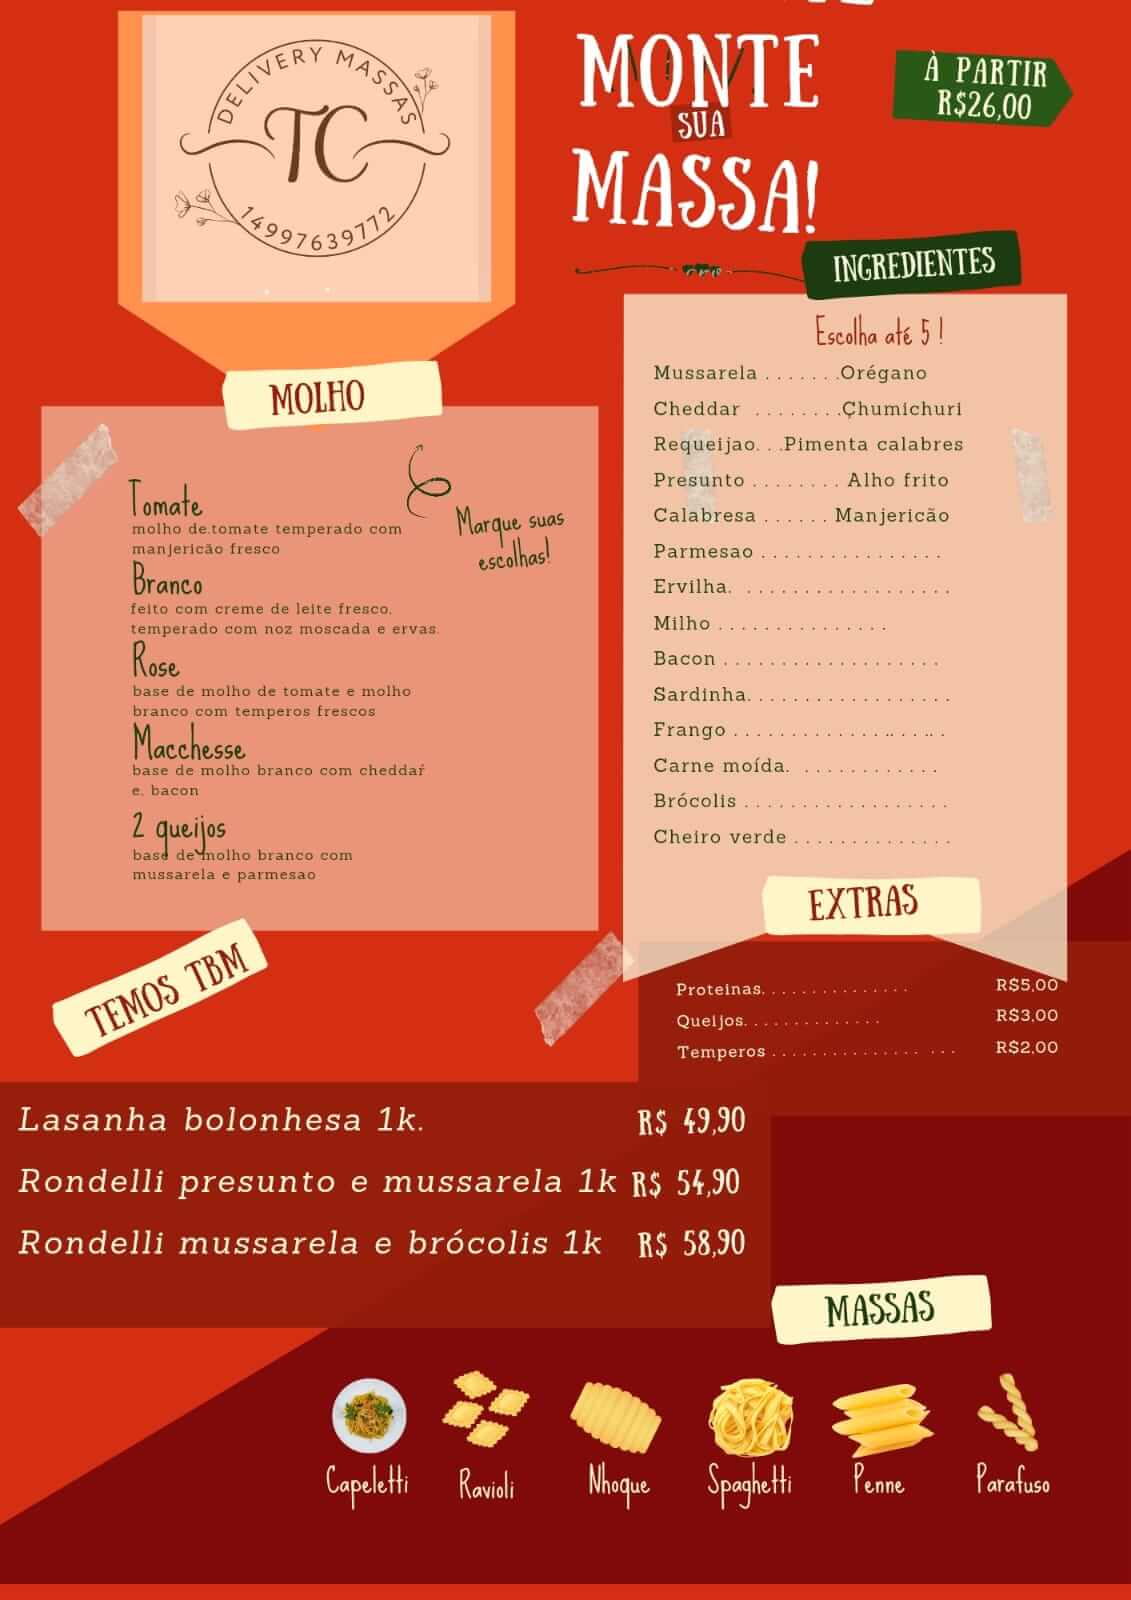 DELIVERY MASSAS
TC
14997639772
MONTE
SUA
MASSA!
À PARTIR
R$26,00
INGREDIENTES
Escolha até 5 !
Mussarela . . . . . . .Orégano
Cheddar . . . . . . . .Çhumichuri
Requeijao. . .Pimenta calabres
Presunto . . . . . . . . Alho frito
Calabresa . . . . . . Manjericão
Parmesao . . . . . . . . . . . . . . . .
Ervilha. . . . . . . . . . . . . . . . . .
Milho . . . . . . . . . . . . . . .
Bacon . . . . . . . . . . . . . . . . . . .
Sardinha. . . . . . . . . . . . . . . . . .
Frango . . . . . . . . . . . . . .. . . .. .
Carne moída. . . . . . . . . . . . .
Brócolis . . . . . . . . . . . . . . . . . .
Cheiro verde . . . . . . . . . . . . . .
MOLHO
Marque suas
escolhas!
Tomate
molho de.tomate temperado com
manjericão fresco
Branco
feito com creme de leite fresco,
temperado com noz moscada e ervas.
Rose
base de molho de tomate e molho
branco com temperos frescos
Macchesse
base de molho branco com cheddaŕ
e, bacon
2 queijos
base de molho branco com
mussarela e parmesao
EXTRAS
Proteinas. . . . . . . . . . . . . . . R$5,00
Queijos. . . . . . . . . . . . . . R$3,00
Temperos . . . . . . . . . . . . . . . . . . R$2,00
TEMOS TBM
Lasanha bolonhesa 1k. R$ 49,90
Rondelli presunto e mussarela 1k R$ 54,90
Rondelli mussarela e brócolis 1k R$ 58,90
MASSAS
Capeletti Ravioli Nhoque Spaghetti Penne Parafuso